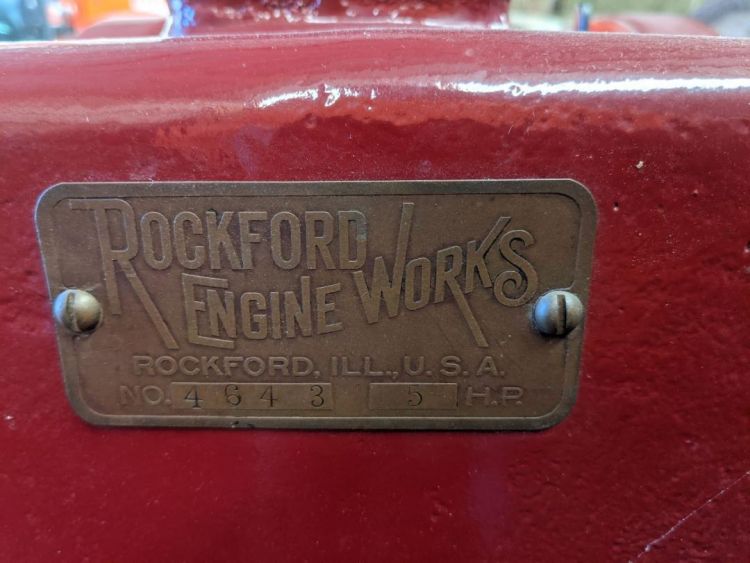 ROCKFORD
ENGINE WORKS
ROCKFORD, ILL., U. S. A.
NO. 4643 5 H.P.